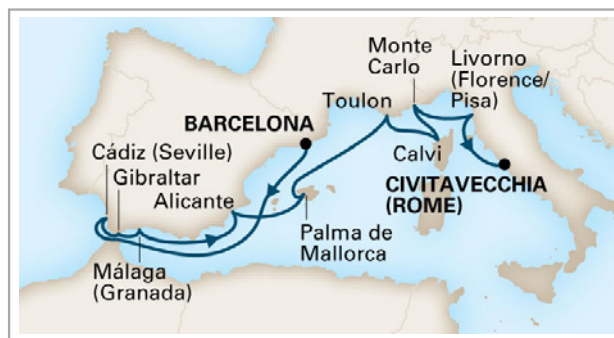 Monte
Carlo
Livorno
(Florence/
Pisa)
Toulon
BARCELONA
Cádiz (Seville)
Gibraltar
Alicante
Calvi
CIVITAVECCHIA
(ROME)
Palma de
Mallorca
Málaga
(Granada)